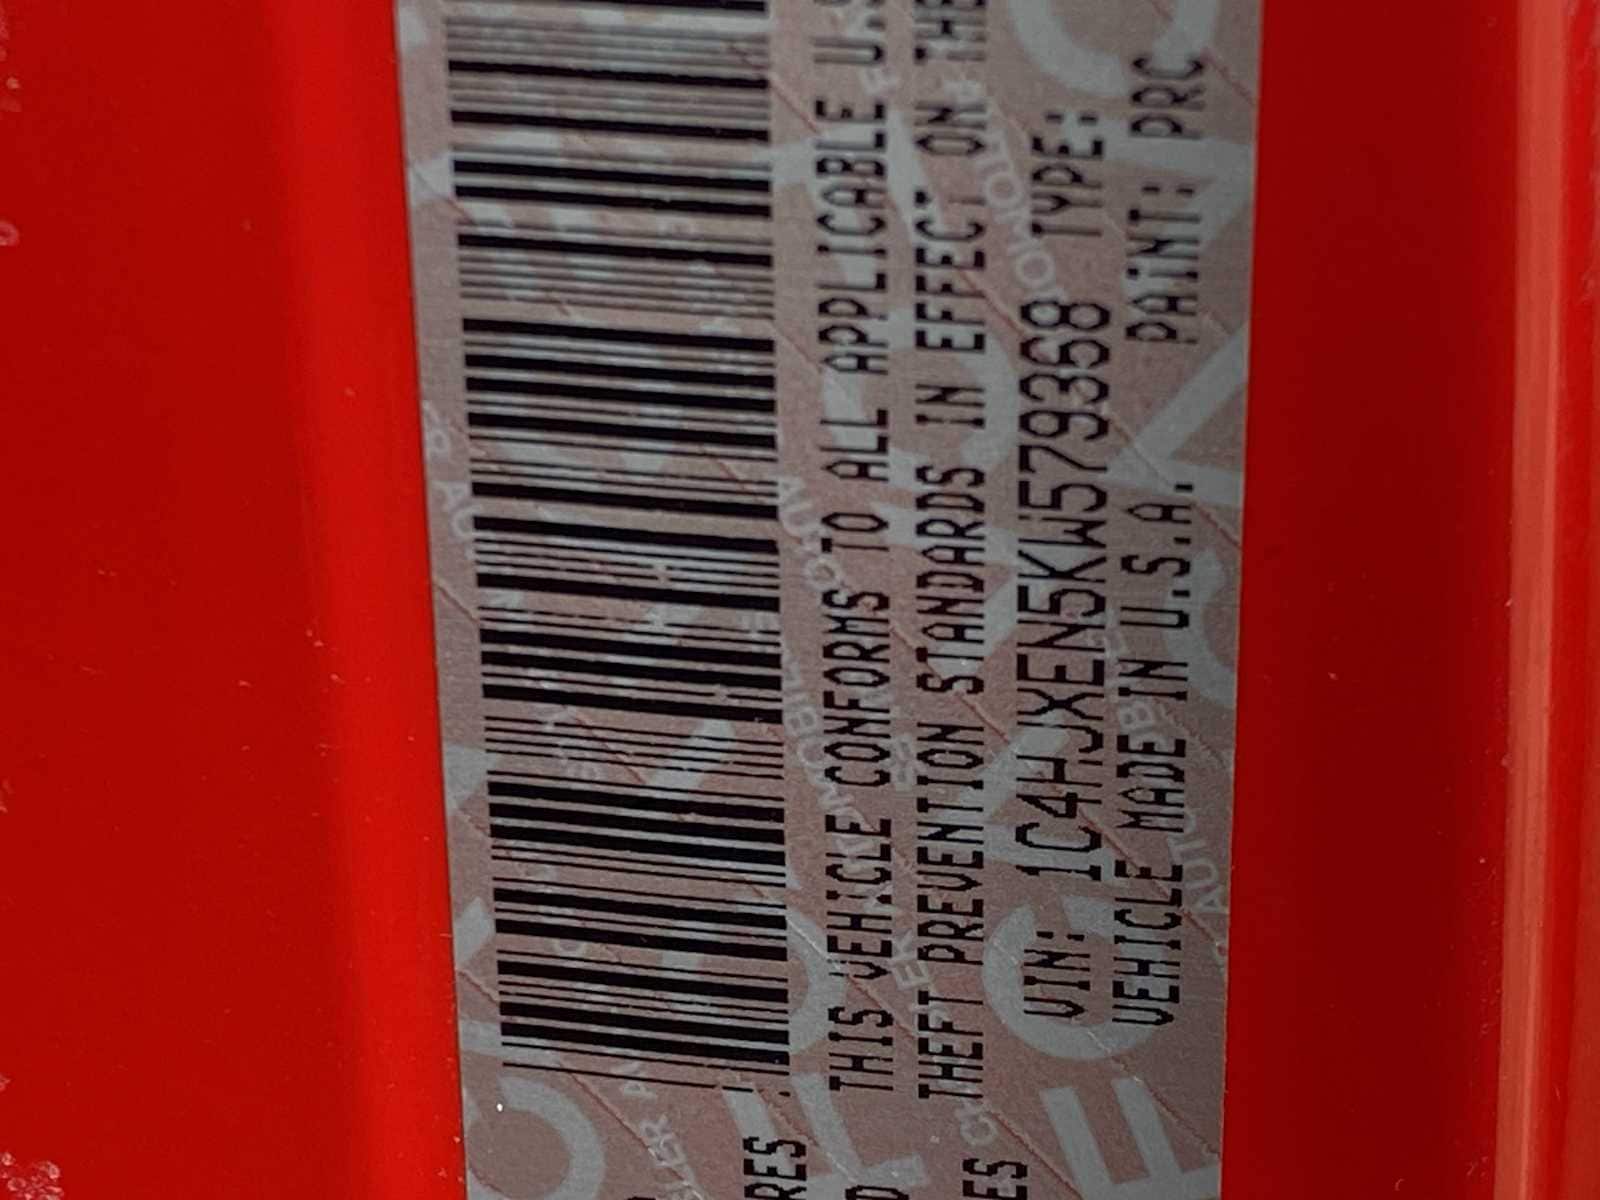 THIS VEHICLE CONFORMS TO ALL APPLICABLE U.S
THEFT PREVENTION STANDARDS IN EFFECT ON THE
VIN: 1C4HJXEN5KW579368 TYPE:
VEHICLE MADE IN U.S.A. PAINT: PRC